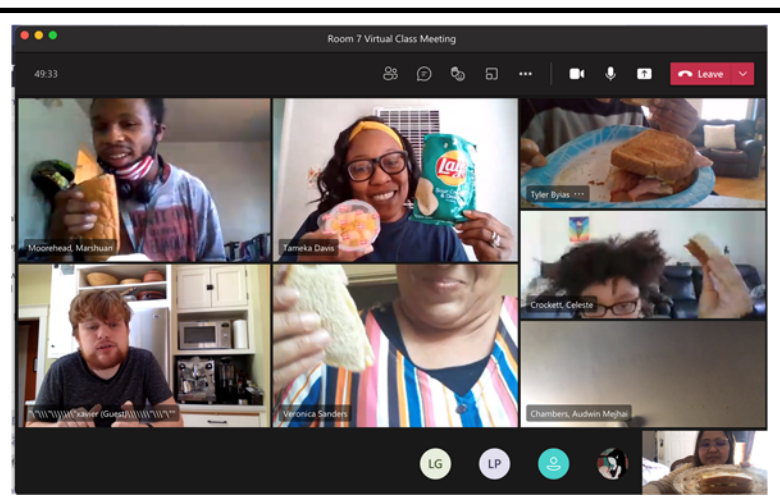 Room 7 Virtual Class Meeting
49:33
Leave
Moorehead, Marshuan
Tameka Davis
Lay's
Tyler Byias
Crockett, Celeste
Veronica Sanders
Chambers, Audwin Mejhai
LG
LP